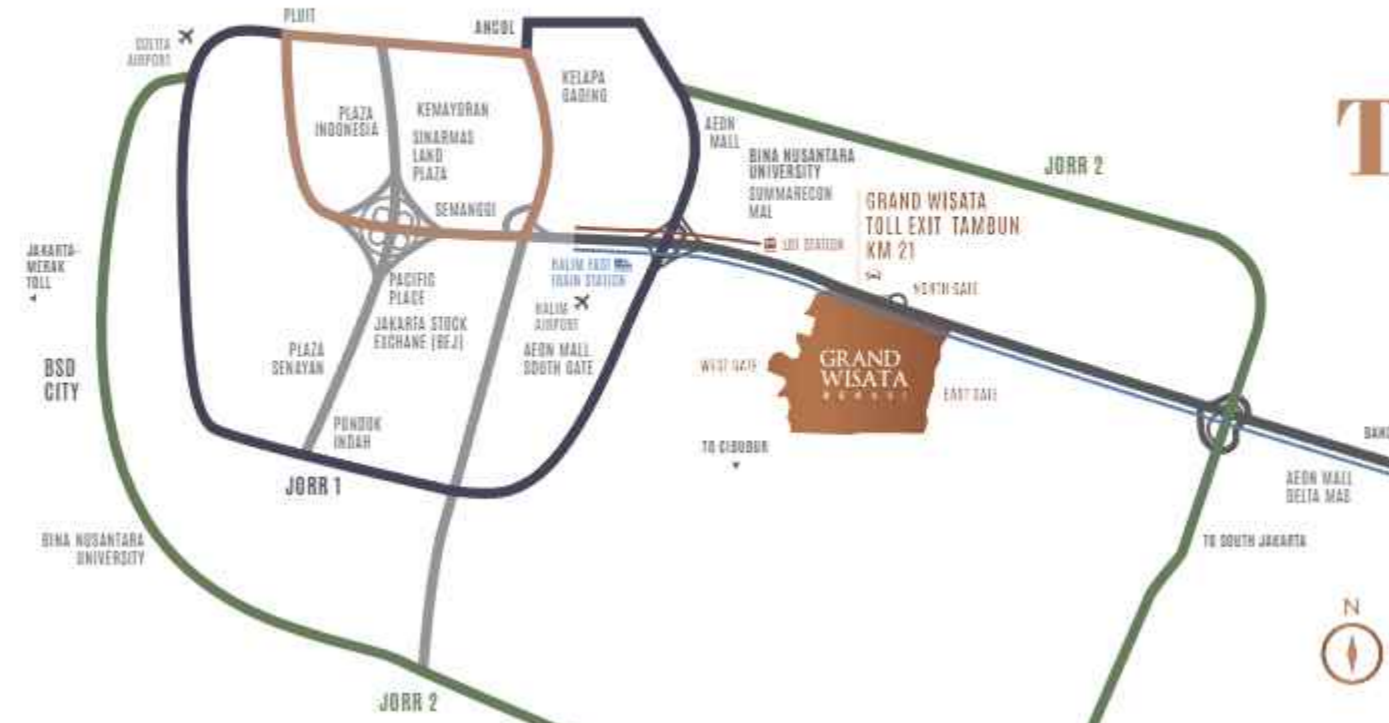 PLUIT
ANCOL
SOETTA
AIRPORT
KELAPA
GADING
PLAZA
INDONESIA
KEMAYORAN
SINARMAS
LAND
PLAZA
AEON
MALL
BINA NUSANTARA
UNIVERSITY
SUMMARECON
MAL
JORR 2
T
SEMANGGI
GRAND WISATA
TOLL EXIT TAMBUN
KM 21
LRT STATION
JAKARTA-
MERAK
TOLL
HALIM FAST
TRAIN STATION
PACIFIC
PLACE
HALIM
AIRPORT
NORTH GATE
JAKARTA STOCK
EXCHANE (BEJ)
PLAZA
SENAYAN
AEON MALL
SOUTH GATE
BSD
CITY
WEST GATE
GRAND
WISATA
BEKASI
EAST GATE
PONDOK
INDAH
TO CIBUBUR
JORR 1
AEON MALL
DELTA MAS
BINA NUSANTARA
UNIVERSITY
TO SOUTH JAKARTA
N
JORR 2